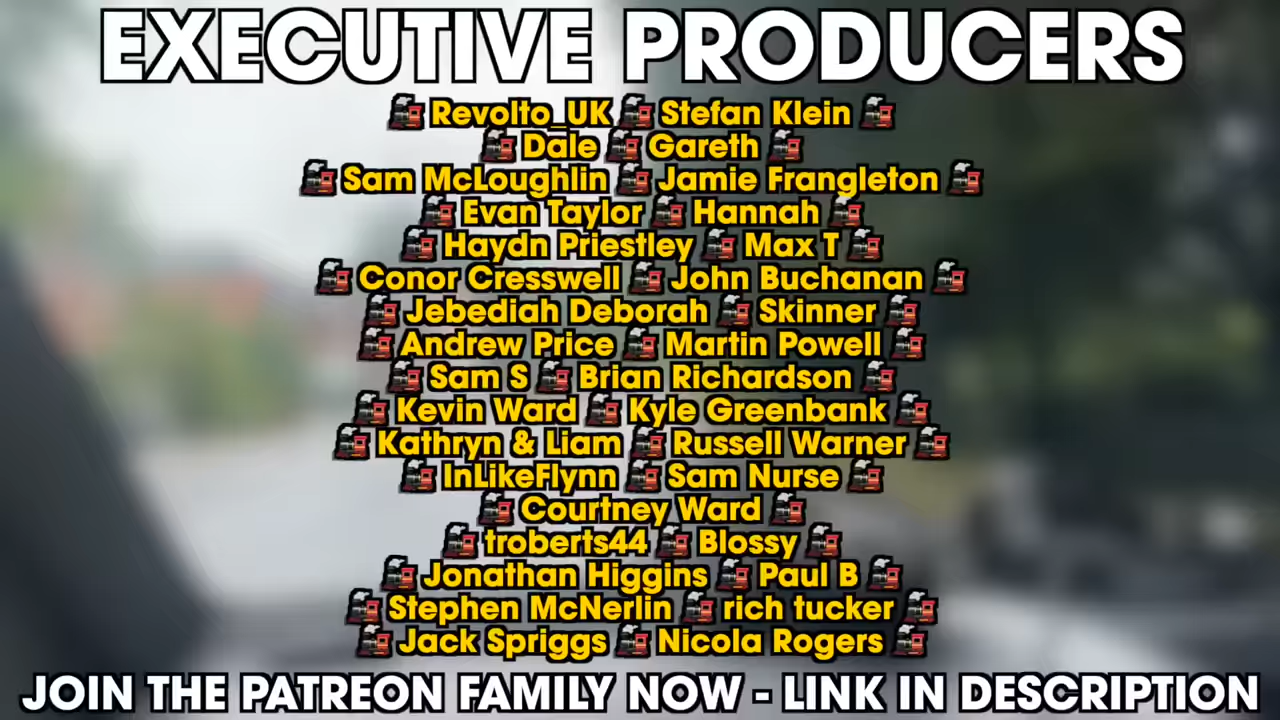 EXECUTIVE PRODUCERS
🚂 Revolto_UK 🚂 Stefan Klein 🚂
🚂 Dale 🚂 Gareth 🚂
🚂 Sam McLoughlin 🚂 Jamie Frangleton 🚂
🚂 Evan Taylor 🚂 Hannah 🚂
🚂 Haydn Priestley 🚂 Max T 🚂
🚂 Conor Cresswell 🚂 John Buchanan 🚂
🚂 Jebediah Deborah 🚂 Skinner 🚂
🚂 Andrew Price 🚂 Martin Powell 🚂
🚂 Sam S 🚂 Brian Richardson 🚂
🚂 Kevin Ward 🚂 Kyle Greenbank 🚂
🚂 Kathryn & Liam 🚂 Russell Warner 🚂
🚂 InLikeFlynn 🚂 Sam Nurse 🚂
🚂 Courtney Ward 🚂
🚂 troberts44 🚂 Blossy 🚂
🚂 Jonathan Higgins 🚂 Paul B 🚂
🚂 Stephen McNerlin 🚂 rich tucker 🚂
🚂 Jack Spriggs 🚂 Nicola Rogers 🚂
JOIN THE PATREON FAMILY NOW - LINK IN DESCRIPTION